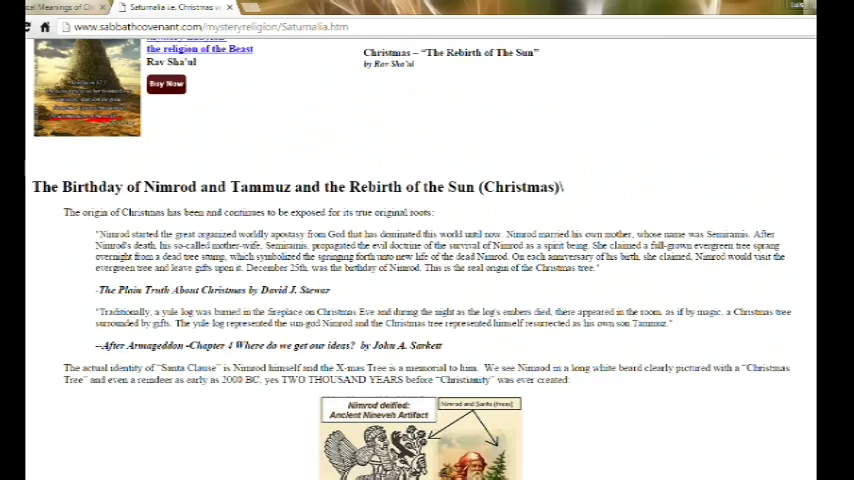 Saturnalia i.e. Christmas w
www.sabbathcovenant.com/mysteryreligion/Saturnalia.htm
the religion of the Beast
Rav Sha'ul
Buy Now
Christmas – "The Rebirth of The Sun"
by Rav Sha'ul
The Birthday of Nimrod and Tammuz and the Rebirth of the Sun (Christmas)\
The origin of Christmas has been and continues to be exposed for its true original roots:
"Nimrod started the great organized worldly apostasy from God that has dominated this world until now. Nimrod married his own mother, whose name was Semiramis. After
Nimrod's death, his so-called mother-wife, Semiramis, propagated the evil doctrine of the survival of Nimrod as a spirit being. She claimed a full-grown evergreen tree sprang
overnight from a dead tree stump, which symbolized the springing forth unto new life of the dead Nimrod. On each anniversary of his birth, she claimed, Nimrod would visit the
evergreen tree and leave gifts upon it. December 25th, was the birthday of Nimrod. This is the real origin of the Christmas tree."
-The Plain Truth About Christmas by David J. Stewar
"Traditionally, a yule log was burned in the fireplace on Christmas Eve and during the night as the log's embers died, there appeared in the room, as if by magic, a Christmas tree
surrounded by gifts. The yule log represented the sun-god Nimrod and the Christmas tree represented himself resurrected as his own son Tammuz."
--After Armageddon -Chapter 4 Where do we get our ideas? by John A. Sarkett
The actual identity of "Santa Clause" is Nimrod himself and the X-mas Tree is a memorial to him. We see Nimrod in a long white beard clearly pictured with a "Christmas
Tree" and even a reindeer as early as 2000 BC, yes TWO THOUSAND YEARS before "Christianity" was ever created:
Nimrod deified:
Ancient Nineveh Artifact
Nimrod and Santa (trees)